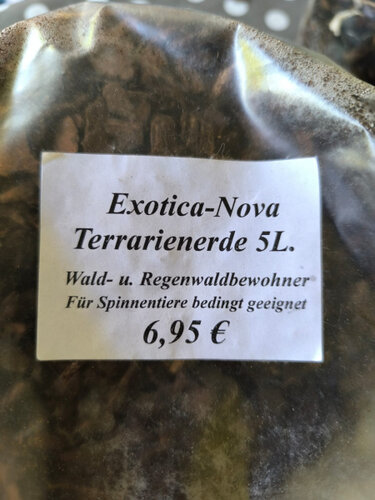 Exotica-Nova
Terrarienerde 5L.
Wald- u. Regenwaldbewohner
Für Spinnentiere bedingt geeignet
6,95 €